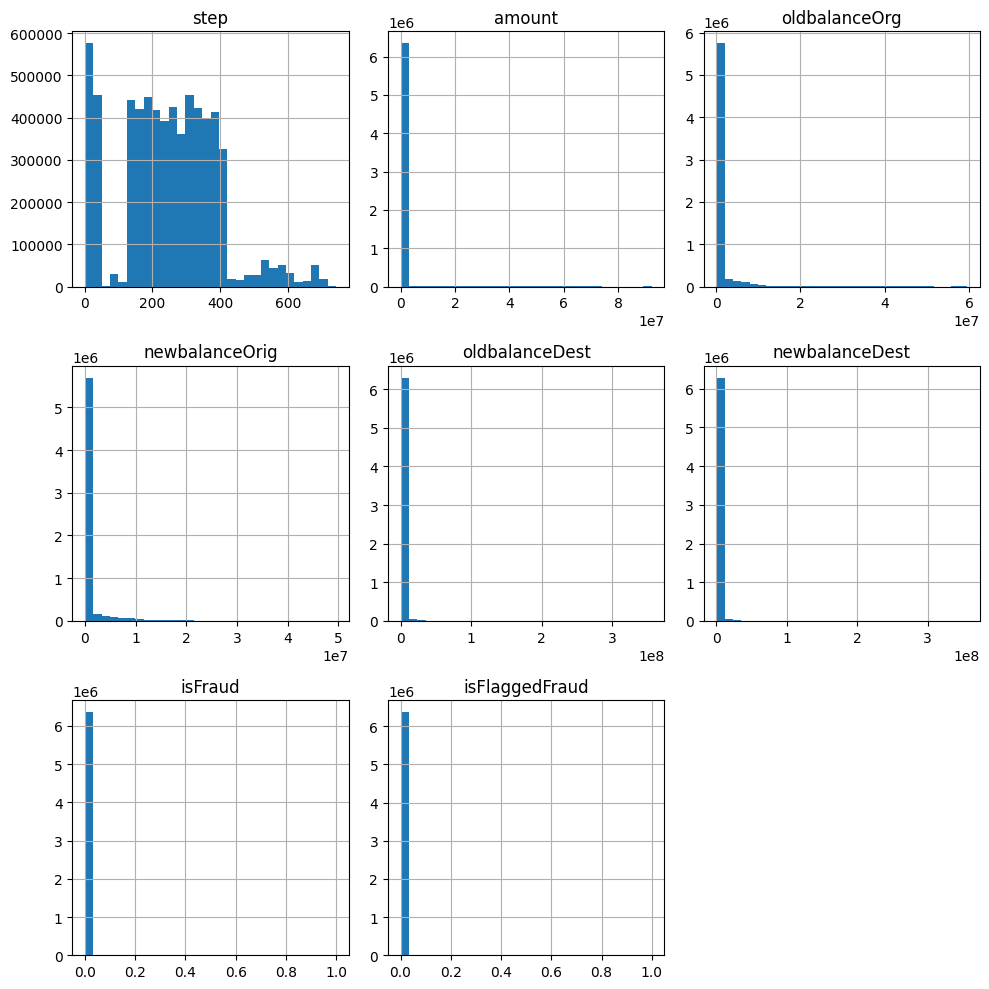 step
600000
500000
400000
300000
200000
100000
0
0 200 400 600
amount
1e6
6
5
4
3
2
1
0
0 2 4 6 8
1e7
oldbalanceOrg
1e6
6
5
4
3
2
1
0
0 2 4 6
1e7
newbalanceOrig
1e6
5
4
3
2
1
0
0 1 2 3 4 5
1e7
oldbalanceDest
1e6
6
5
4
3
2
1
0
0 1 2 3
1e8
newbalanceDest
1e6
6
5
4
3
2
1
0
0 1 2 3
1e8
isFraud
1e6
6
5
4
3
2
1
0
0.0 0.2 0.4 0.6 0.8 1.0
isFlaggedFraud
1e6
6
5
4
3
2
1
0
0.0 0.2 0.4 0.6 0.8 1.0